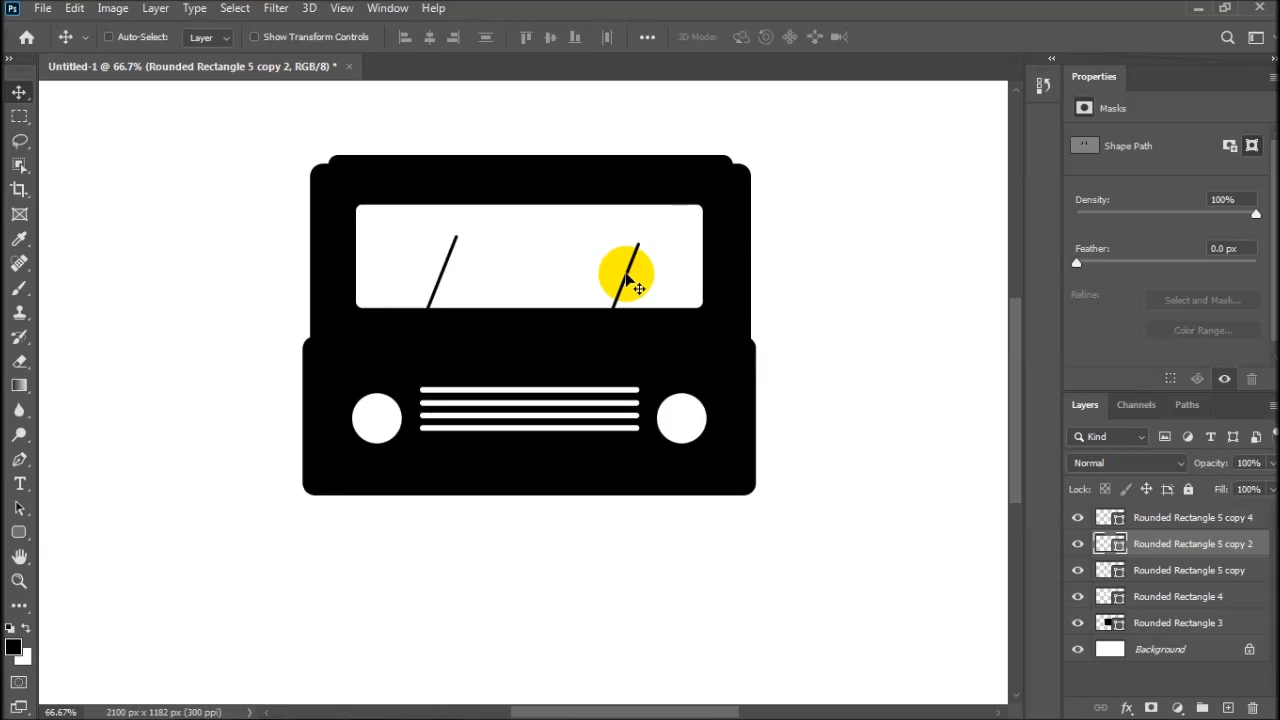 Ps File Edit Image Layer Type Select Filter 3D View Window Help
Auto-Select: Layer Show Transform Controls ••• 3D Mode:
Untitled-1 @ 66.7% (Rounded Rectangle 5 copy 2, RGB/8) * ×
Properties
Masks
Shape Path
Density: 100%
Feather: 0.0 px
Refine: Select and Mask...
Color Range...
Layers Channels Paths
Kind
Normal Opacity: 100%
Lock: Fill: 100%
Rounded Rectangle 5 copy 4
Rounded Rectangle 5 copy 2
Rounded Rectangle 5 copy
Rounded Rectangle 4
Rounded Rectangle 3
Background
66.67% 2100 px x 1182 px (300 ppi)